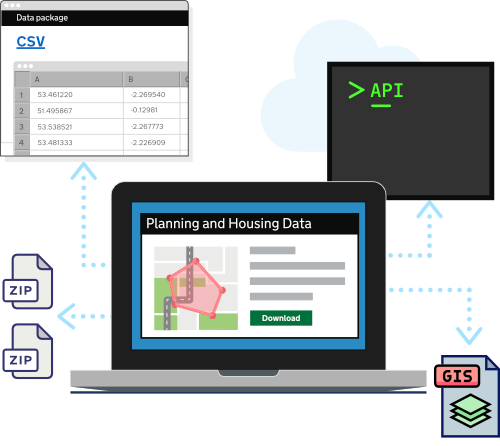 Data package
CSV
A B C
1 53.461220 -2.269540
2 51.495867 -0.12981
3 53.538521 -2.267773
4 53.481333 -2.226909
> API
Planning and Housing Data
Download
ZIP
ZIP
GIS